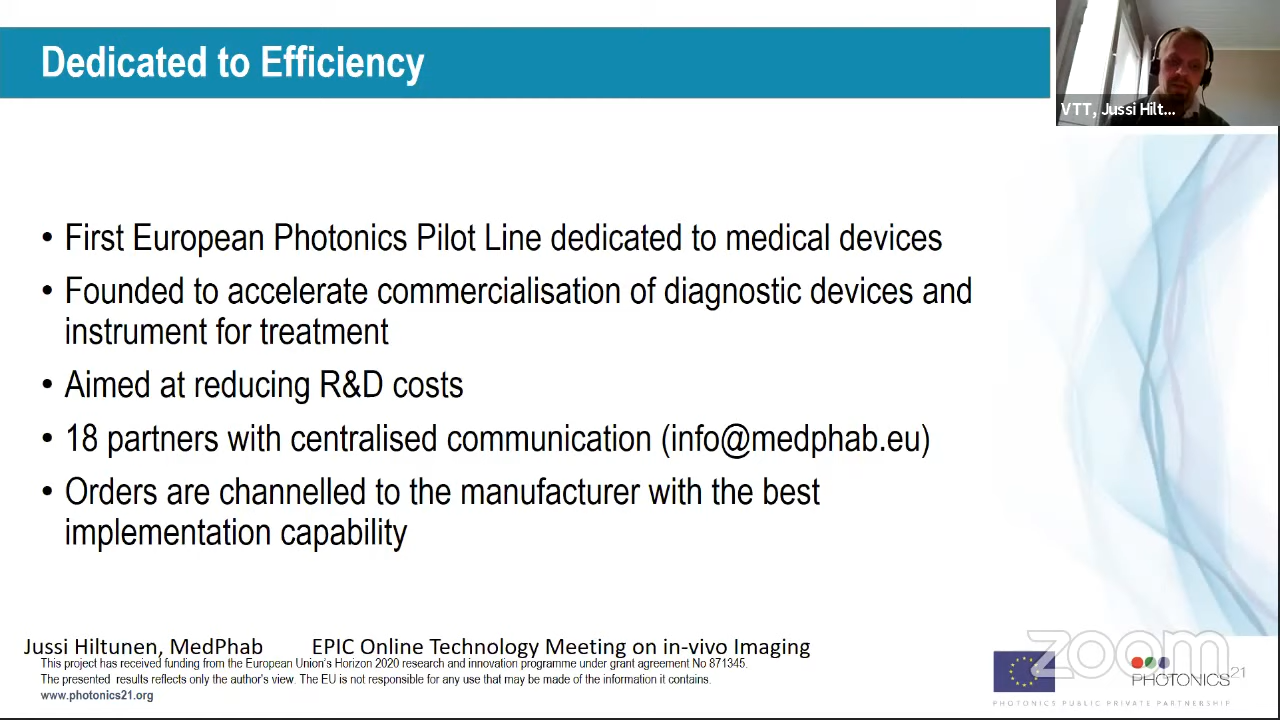 Dedicated to Efficiency
VTT, Jussi Hilt...
• First European Photonics Pilot Line dedicated to medical devices
• Founded to accelerate commercialisation of diagnostic devices and
instrument for treatment
• Aimed at reducing R&D costs
• 18 partners with centralised communication (info@medphab.eu)
• Orders are channelled to the manufacturer with the best
implementation capability
Jussi Hiltunen, MedPhab EPIC Online Technology Meeting on in-vivo Imaging
This project has received funding from the European Union's Horizon 2020 research and innovation programme under grant agreement No 871345.
The presented results reflects only the author's view. The EU is not responsible for any use that may be made of the information it contains.
www.photonics21.org
zoom
PHOTONICS21
PHOTONICS PUBLIC PRIVATE PARTNERSHIP